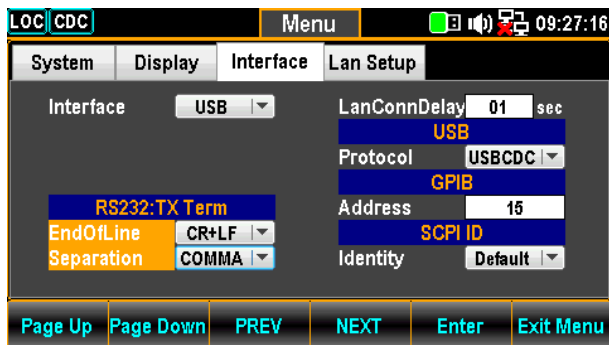 LOC CDC Menu 09:27:16
System Display Interface Lan Setup
Interface USB
LanConnDelay 01 sec
USB
Protocol USBCDC
GPIB
RS232:TX Term
Address 15
EndOfLine CR+LF
SCPI ID
Separation COMMA
Identity Default
Page Up Page Down PREV NEXT Enter Exit Menu